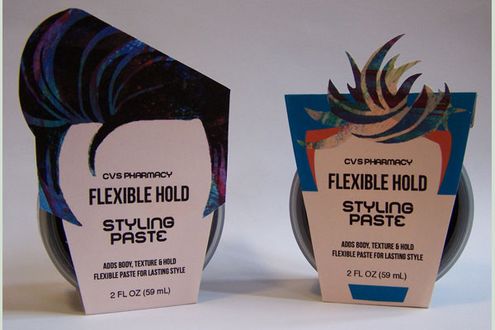 CVS PHARMACY
FLEXIBLE HOLD
STYLING
PASTE
ADDS BODY, TEXTURE & HOLD
FLEXIBLE PASTE FOR LASTING STYLE
2 FL OZ (59 mL)
CVS PHARMACY
FLEXIBLE HOLD
STYLING
PASTE
ADDS BODY, TEXTURE & HOLD
FLEXIBLE PASTE FOR LASTING STYLE
2 FL OZ (59 mL)